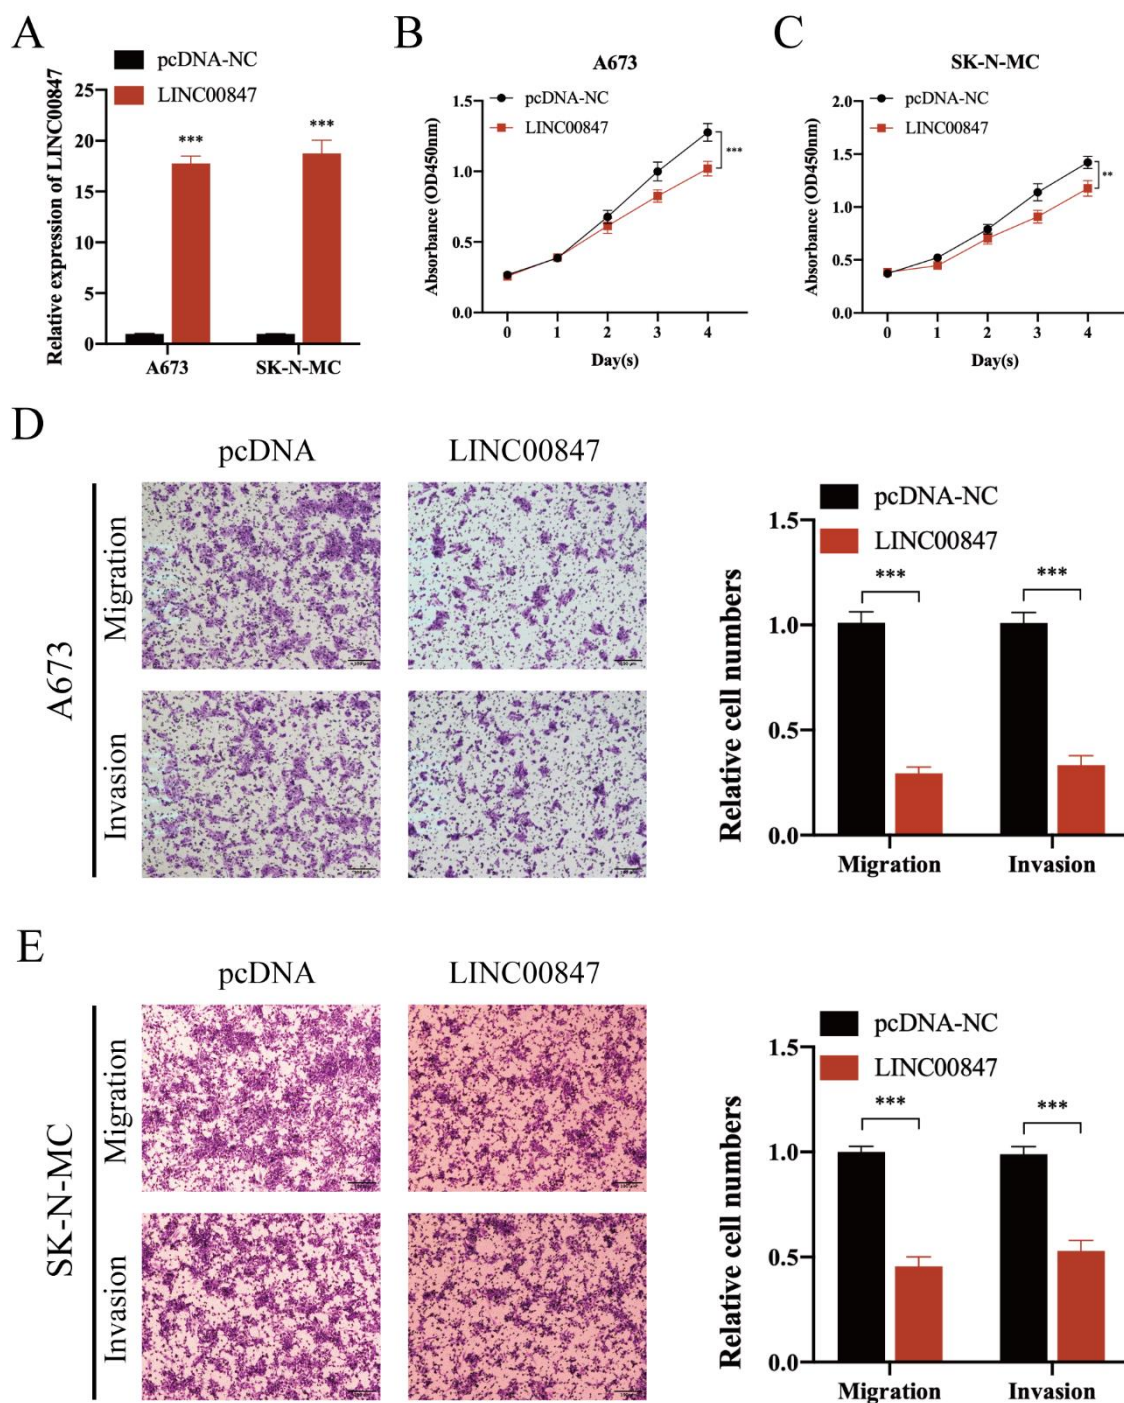 A
pcDNA-NC
LINC00847
Relative expression of LINC00847
25
20
15
10
5
0
***
***
A673
SK-N-MC
B
A673
pcDNA-NC
LINC00847
Absorbance (OD450nm)
1.5
1.0
0.5
0.0
***
0 1 2 3 4
Day(s)
C
SK-N-MC
pcDNA-NC
LINC00847
Absorbance (OD450nm)
2.0
1.5
1.0
0.5
0.0
**
0 1 2 3 4
Day(s)
D
pcDNA
LINC00847
A673
Migration
Invasion
pcDNA-NC
LINC00847
Relative cell numbers
1.5
1.0
0.5
0.0
***
***
Migration
Invasion
E
pcDNA
LINC00847
SK-N-MC
Migration
Invasion
pcDNA-NC
LINC00847
Relative cell numbers
1.5
1.0
0.5
0.0
***
***
Migration
Invasion